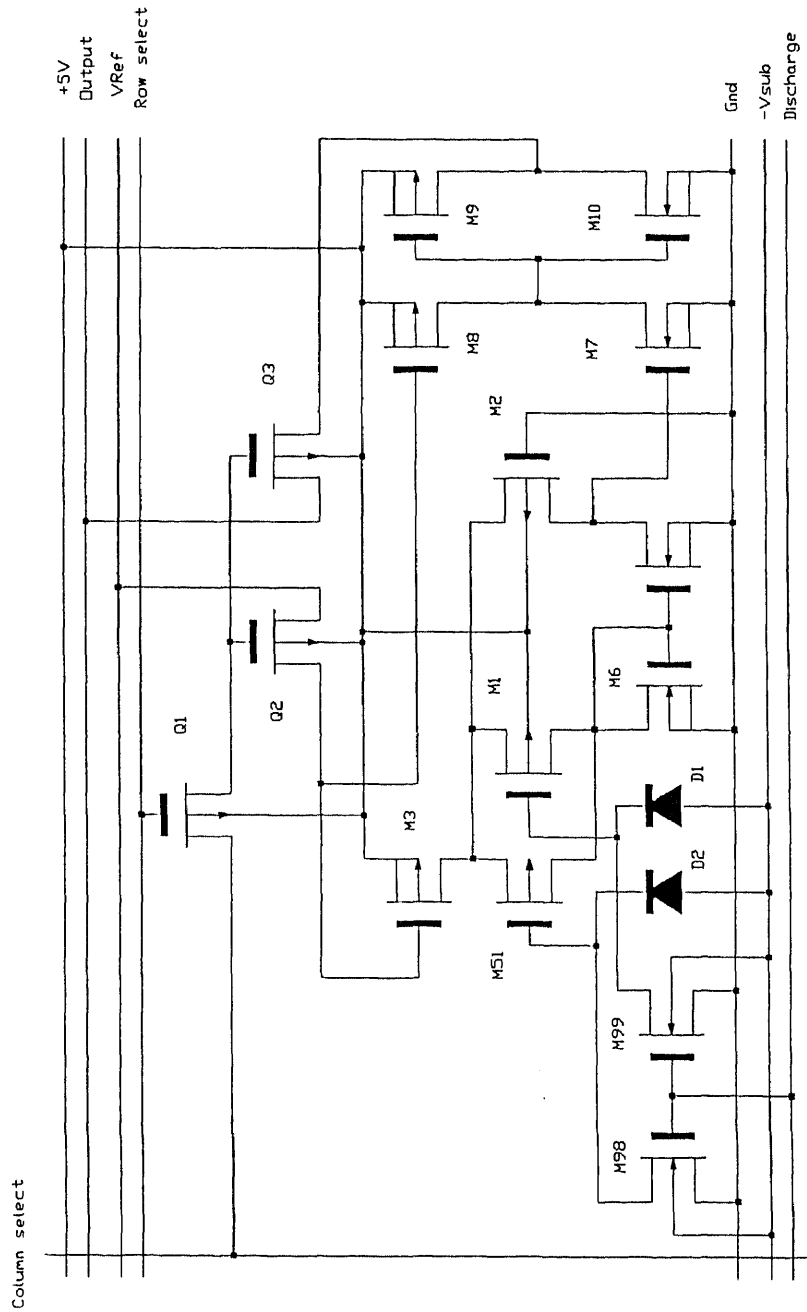 Column select
+5V
Output
VRef
Row select
Q1
Q2
Q3
M3
M8
M9
M51
M1
M2
M7
M10
M98
M99
D2
D1
M6
Gnd
-Vsub
Discharge